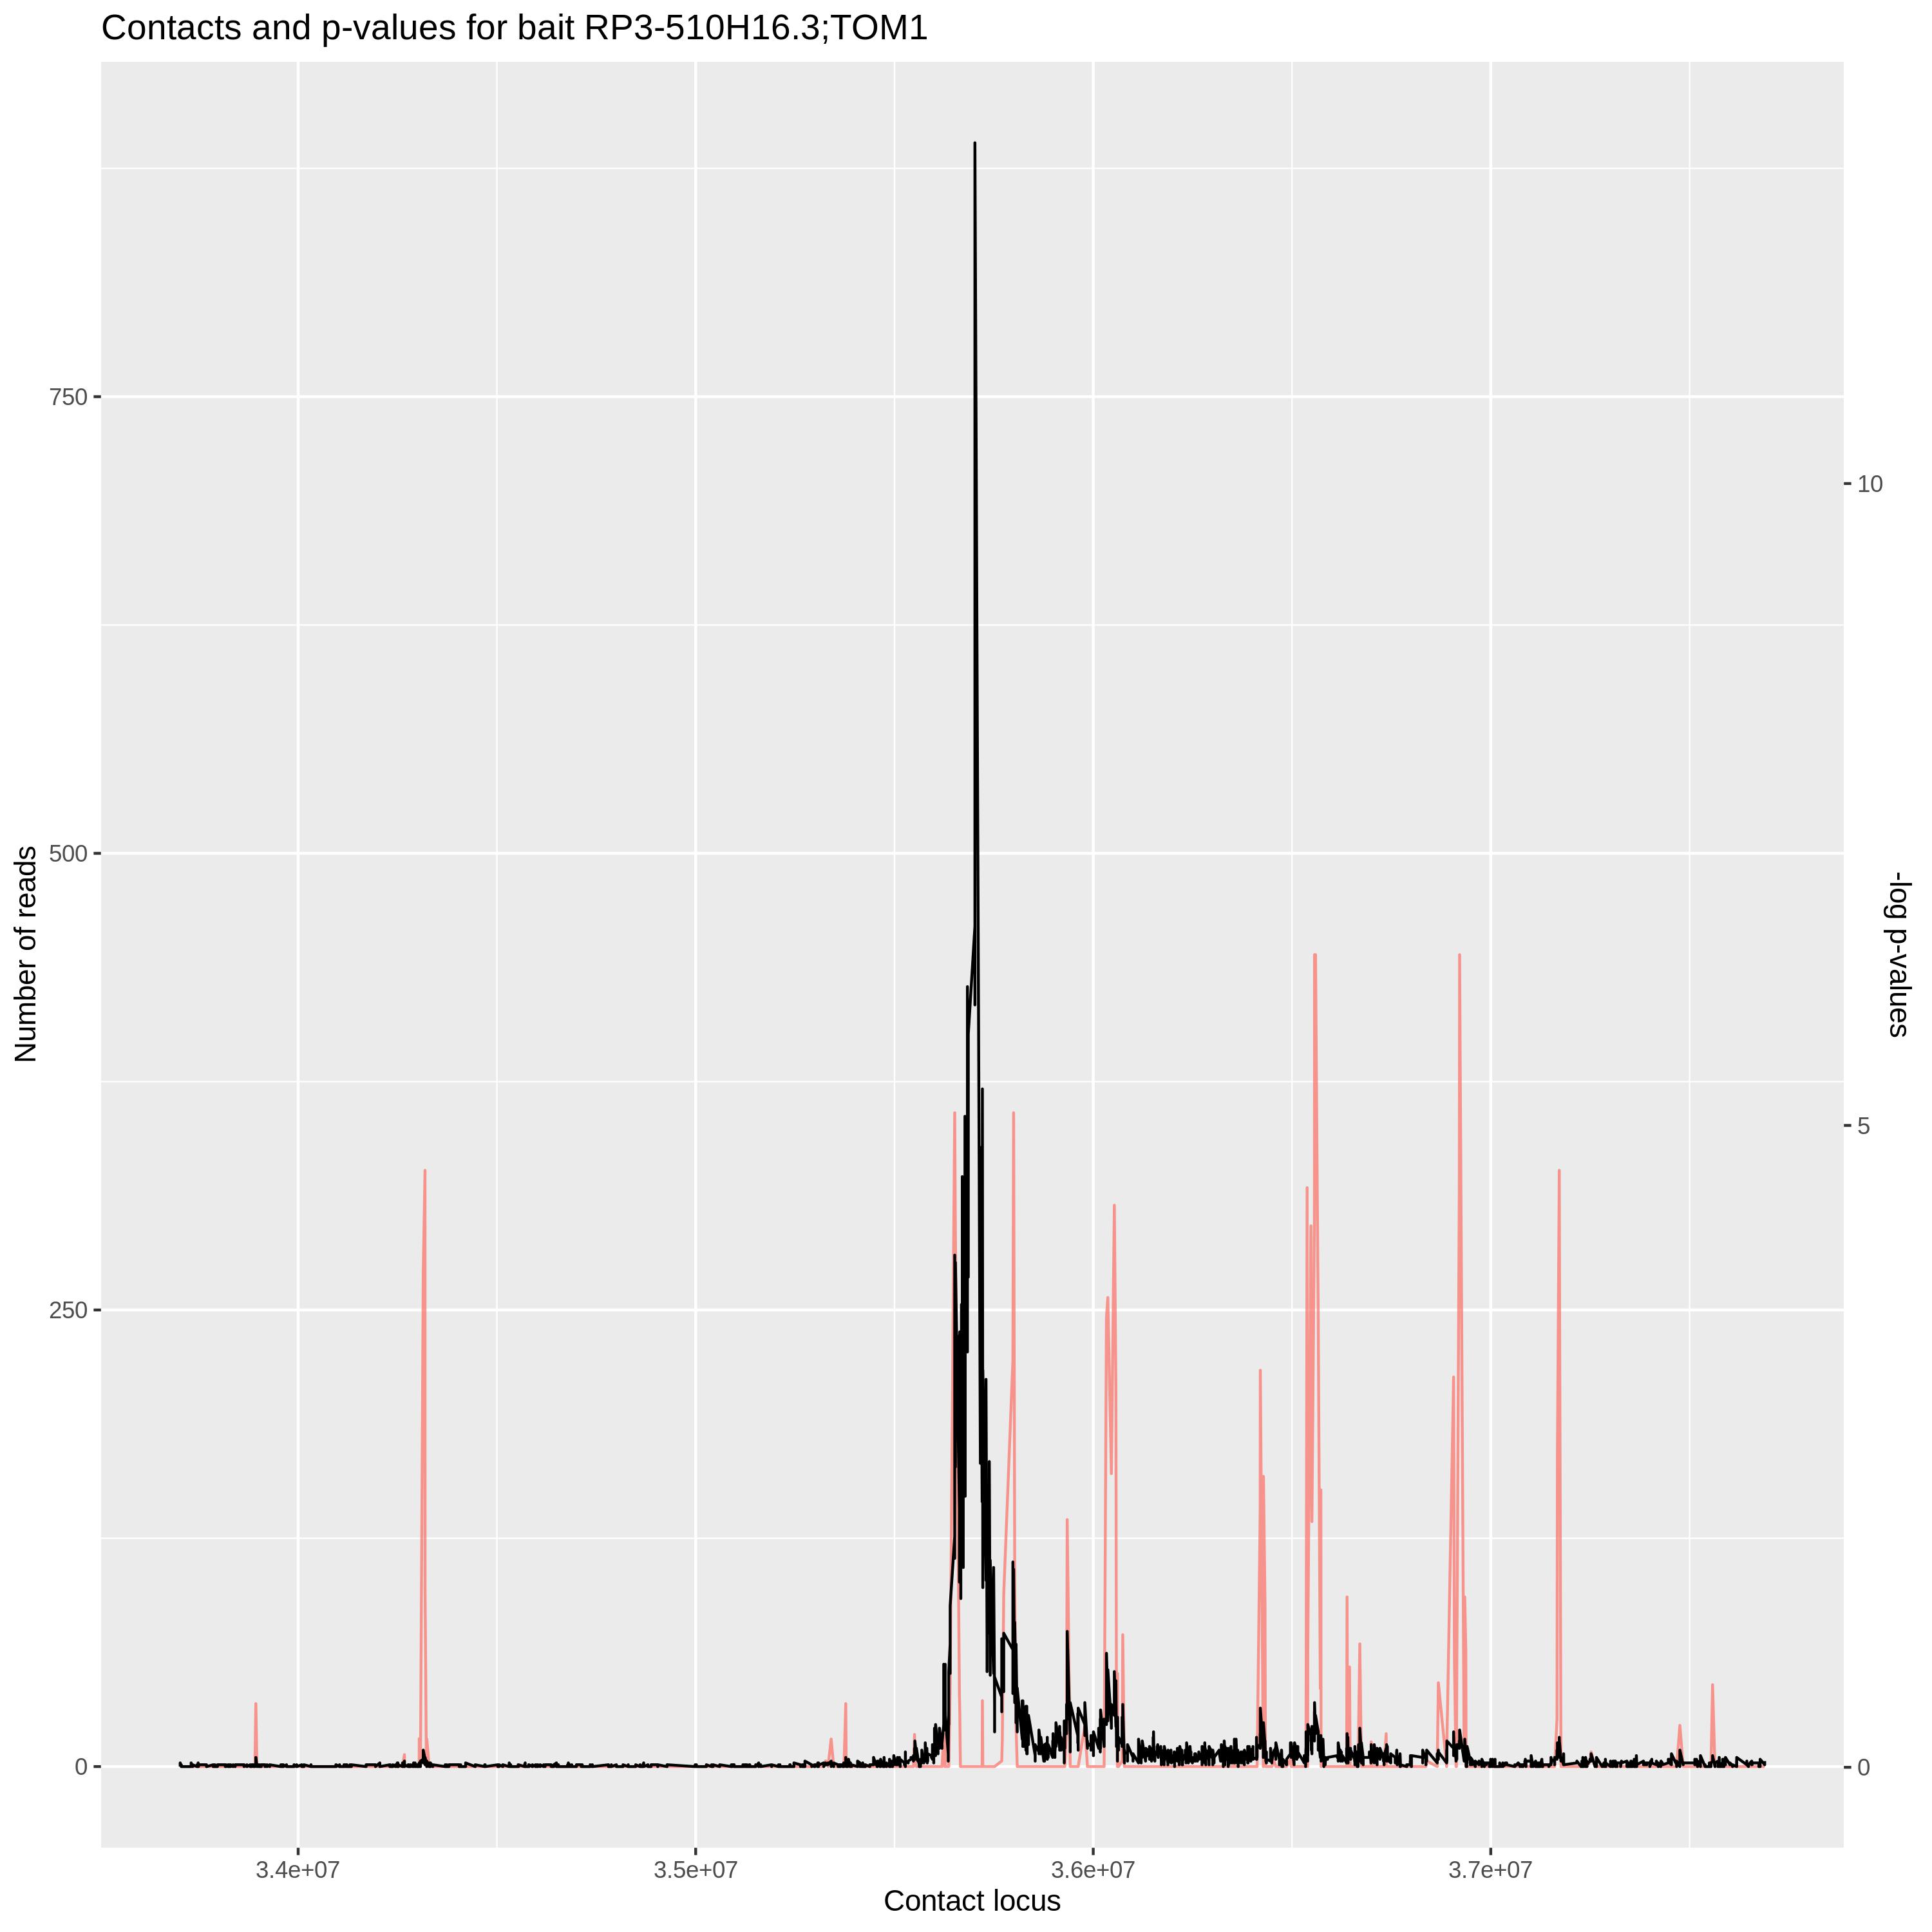 Contacts and p-values for bait RP3-510H16.3;TOM1
Number of reads
750
500
250
0
10
5
0
-log p-values
3.4e+07 3.5e+07 3.6e+07 3.7e+07
Contact locus